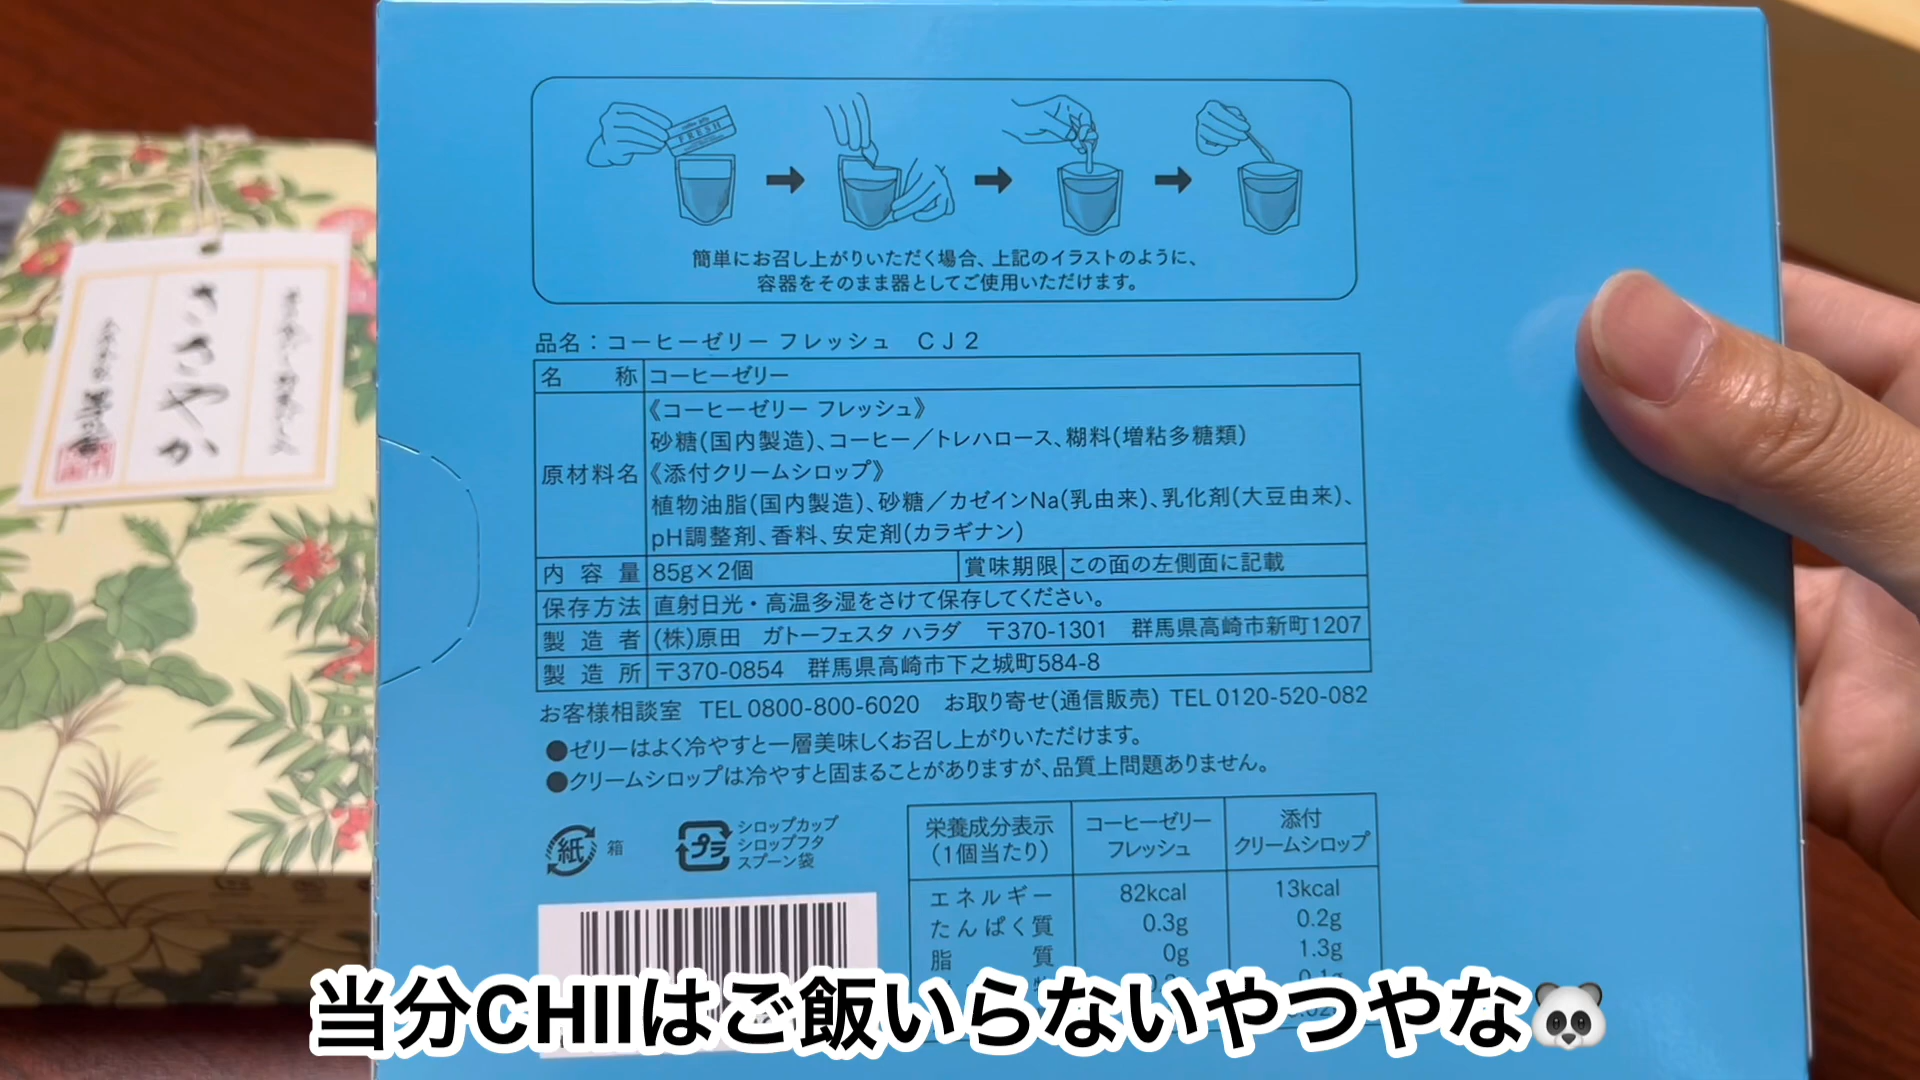 FRESH
簡単にお召し上がりいただく場合、上記のイラストのように、
容器をそのまま器としてご使用いただけます。
品名：コーヒーゼリー フレッシュ　CJ2
名称 コーヒーゼリー
原材料名 《コーヒーゼリー フレッシュ》
砂糖(国内製造)、コーヒー／トレハロース、糊料(増粘多糖類)
《添付クリームシロップ》
植物油脂(国内製造)、砂糖／カゼインNa(乳由来)、乳化剤(大豆由来)、
pH調整剤、香料、安定剤(カラギナン)
内容量 85g×2個 賞味期限 この面の左側面に記載
保存方法 直射日光・高温多湿をさけて保存してください。
製造者 (株)原田　ガトーフェスタ ハラダ　〒370-1301　群馬県高崎市新町1207
製造所 〒370-0854　群馬県高崎市下之城町584-8
お客様相談室　TEL 0800-800-6020　お取り寄せ(通信販売) TEL 0120-520-082
●ゼリーはよく冷やすと一層美味しくお召し上がりいただけます。
●クリームシロップは冷やすと固まることがありますが、品質上問題ありません。
紙 箱
プラ シロップカップ
シロップフタ
スプーン袋
栄養成分表示
(1個当たり) コーヒーゼリー
フレッシュ 添付
クリームシロップ
エネルギー 82kcal 13kcal
たんぱく質 0.3g 0.2g
脂質 0g 1.3g
ささやか
当分CHIIはご飯いらないやつやな🐼